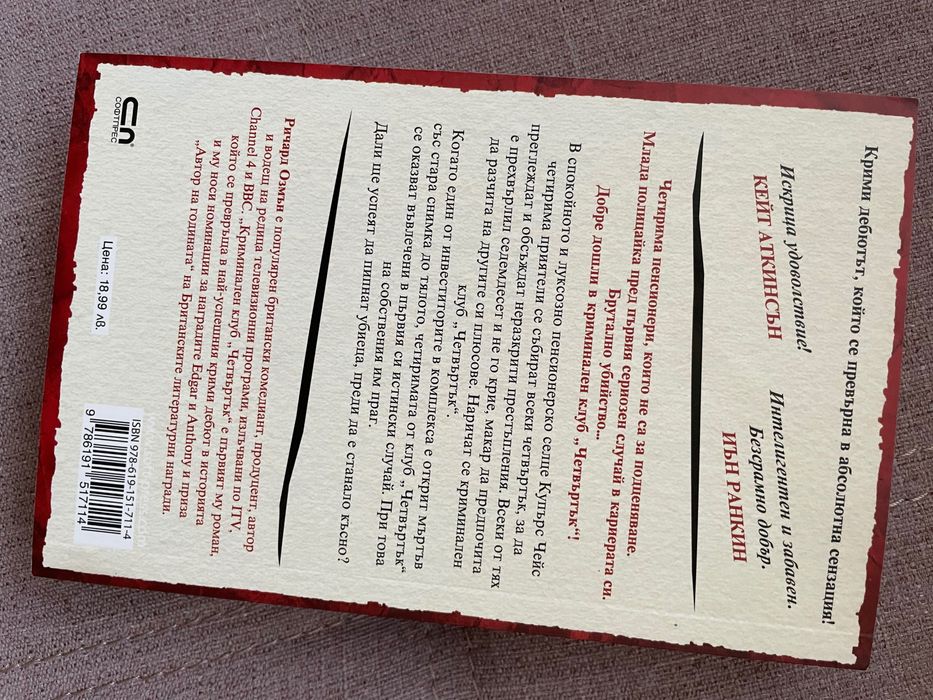 Крими дебютът, който се превърна в абсолютна сензация!
Искрица удоволствие!
КЕЙТ АТКИНСЪН
Интелигентен и забавен.
Безсрамно добър.
ИЪН РАНКИН
Четирима пенсионери, които не са за подценяване.
Млада полицайка пред първия сериозен случай в кариерата си.
Брутално убийство...
Добре дошли в криминален клуб „Четвъртък“!
В спокойното и луксозно пенсионерско селце Купърс Чейс
четирима приятели се събират всеки четвъртък, за да
преглеждат и обсъждат неразкрити престъпления. Всеки от тях
е прехвърлил седемдесет и не го крие, макар да предпочита
да разчита на другите си плюсове. Наричат се криминален
клуб „Четвъртък“.
Когато един от инвеститорите в комплекса е открит мъртъв
със стара снимка до тялото, четиримата от клуб „Четвъртък“
се оказват въвлечени в първия си истински случай. При това
на собствения им праг.
Дали ще успеят да пипнат убиеца, преди да е станало късно?
Ричард Озмън е популярен британски комедиант, продуцент, автор
и водещ на редица телевизионни програми, излъчвани по ITV,
Channel 4 и BBC. „Криминален клуб „Четвъртък“ е първият му роман,
който се превръща в най-успешния крими дебют в историята
и му носи номинации за наградите Edgar и Anthony и приза
„Автор на годината“ на Британските литературни награди.
СОФТПРЕС
Цена: 18,99 лв.
ISBN 978-619-151-711-4
9 786191 517114